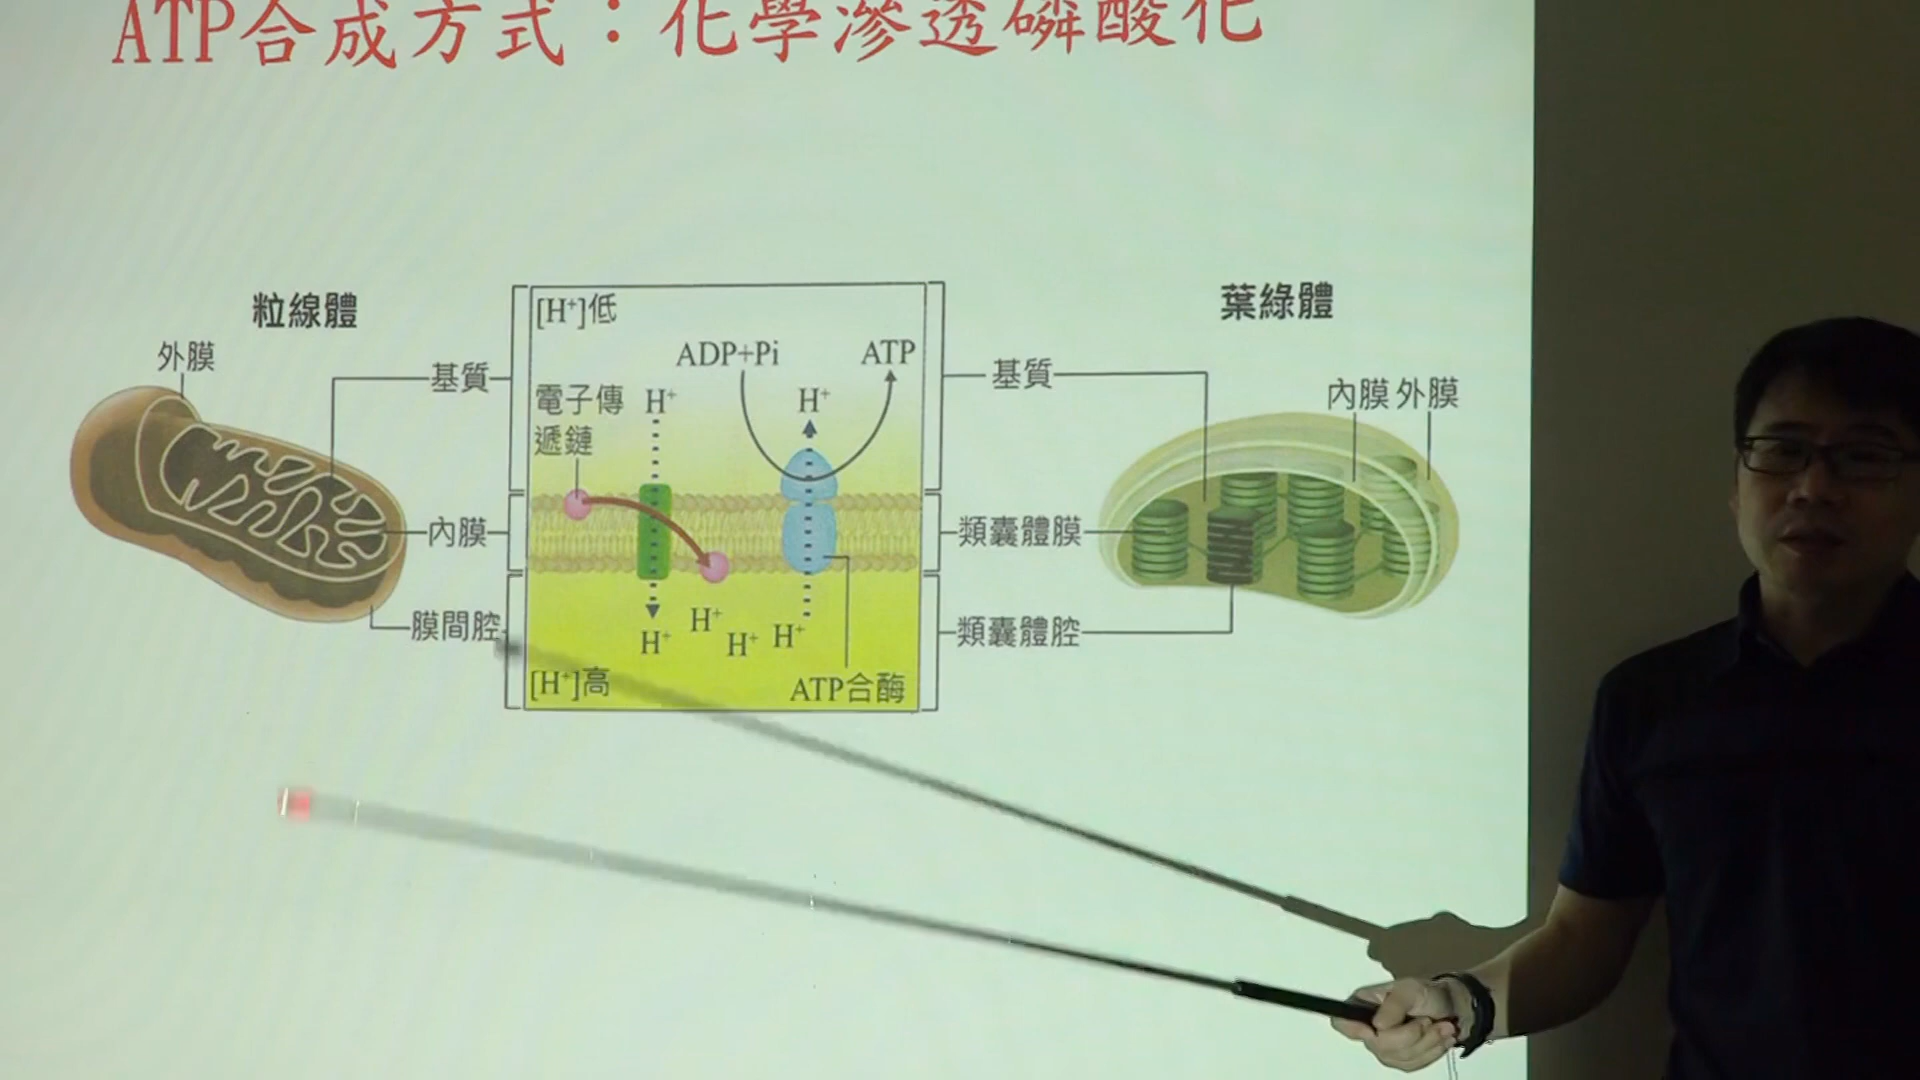 ATP合成方式：化學滲透磷酸化
粒線體
外膜
基質
內膜
膜間腔
[H⁺]低
ADP+Pi
ATP
電子傳
遞鏈
H⁺
H⁺
H⁺
H⁺
H⁺
H⁺
[H⁺]高
ATP合酶
葉綠體
基質
內膜 外膜
類囊體膜
類囊體腔